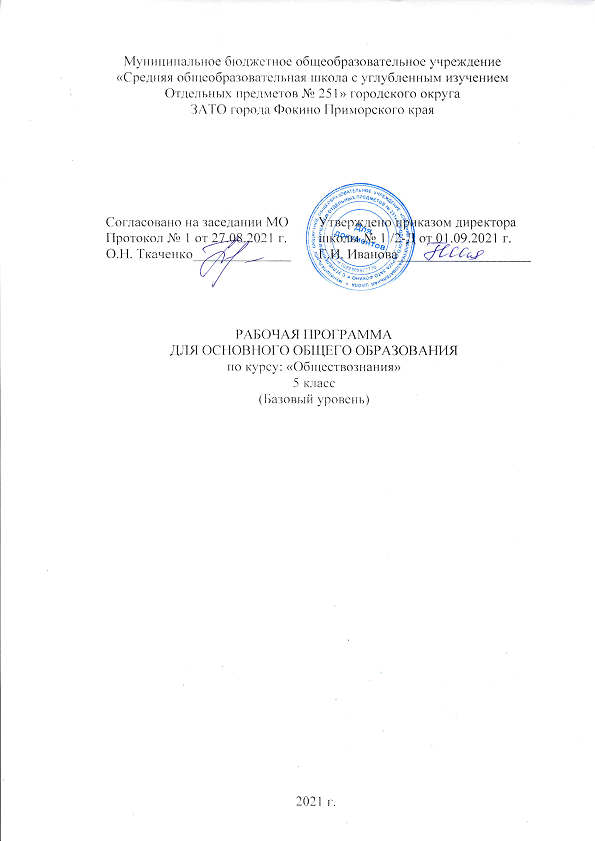 Муниципальное бюджетное общеобразовательное учреждение
«Средняя общеобразовательная школа с углубленным изучением
Отдельных предметов № 251» городского округа
ЗАТО города Фокино Приморского края
Согласовано на заседании МО
Протокол № 1 от 27.08.2021 г.
О.Н. Ткаченко
Утверждено приказом директора
школы № 1 от 01.09.2021 г.
Т.И. Иванова
Для
документов
РАБОЧАЯ ПРОГРАММА
ДЛЯ ОСНОВНОГО ОБЩЕГО ОБРАЗОВАНИЯ
по курсу: «Обществознания»
5 класс
(Базовый уровень)
2021 г.